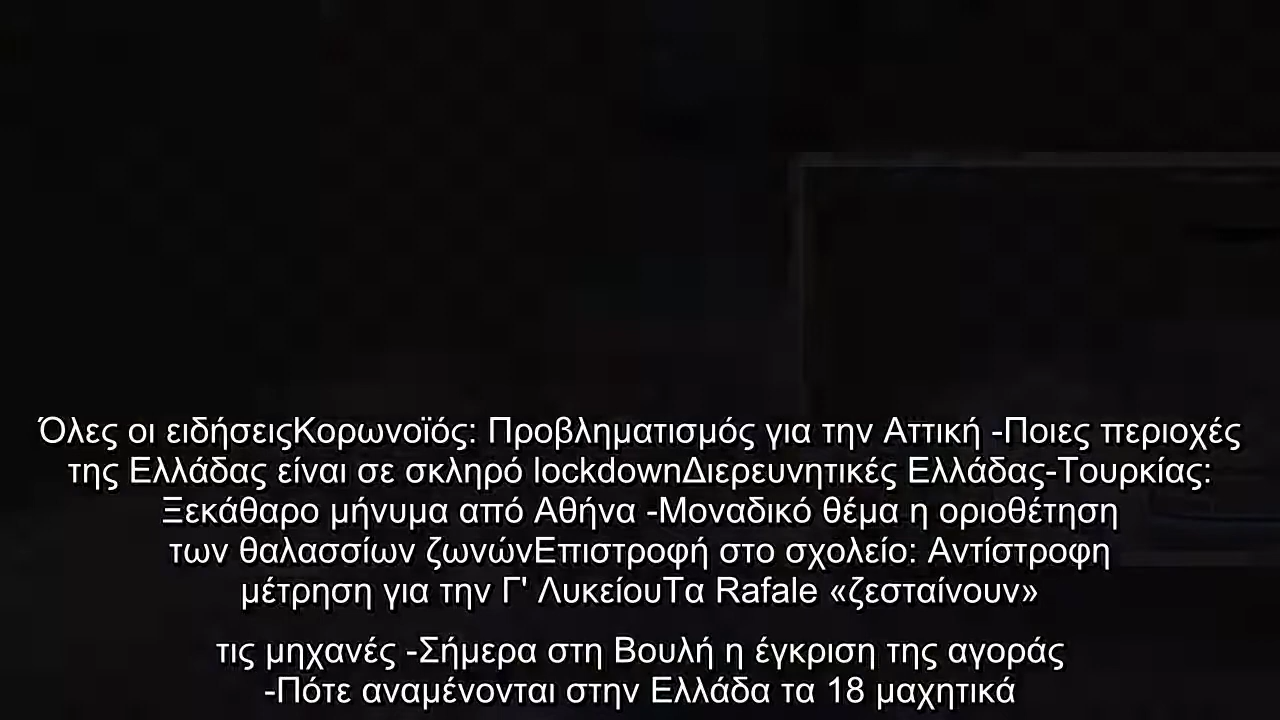 Όλες οι ειδήσειςΚορωνοϊός: Προβληματισμός για την Αττική -Ποιες περιοχές
της Ελλάδας είναι σε σκληρό lockdownΔιερευνητικές Ελλάδας-Τουρκίας:
Ξεκάθαρο μήνυμα από Αθήνα -Μοναδικό θέμα η οριοθέτηση
των θαλασσίων ζωνώνΕπιστροφή στο σχολείο: Αντίστροφη
μέτρηση για την Γ' ΛυκείουΤα Rafale «ζεσταίνουν»
τις μηχανές -Σήμερα στη Βουλή η έγκριση της αγοράς
-Πότε αναμένονται στην Ελλάδα τα 18 μαχητικά